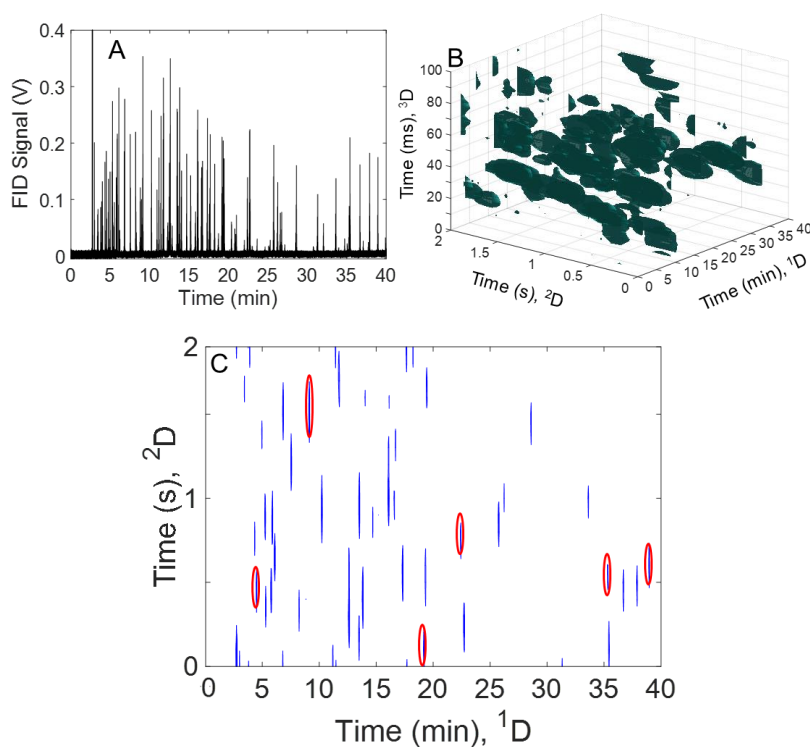 A
FID Signal (V)
0.4
0.3
0.2
0.1
0
0 5 10 15 20 25 30 35 40
Time (min)
B
Time (ms), ³D
100
80
60
40
20
0
2 1.5 1 0.5 0
Time (s), ²D
0 5 10 15 20 25 30 35 40
Time (min), ¹D
C
Time (s), ²D
2
1
0
0 5 10 15 20 25 30 35 40
Time (min), ¹D